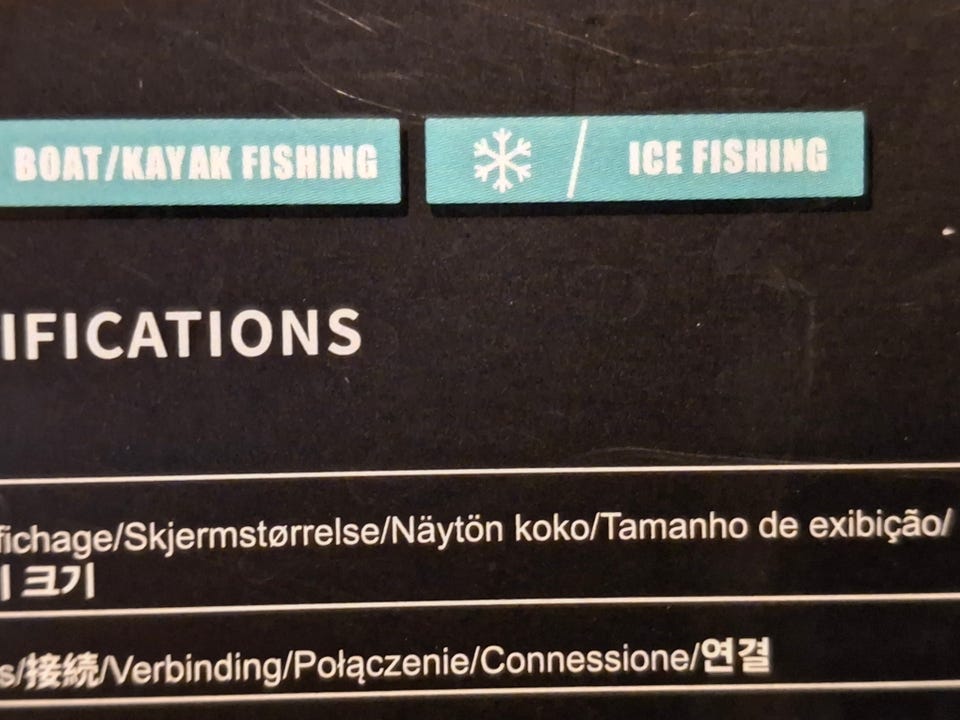 BOAT/KAYAK FISHING
ICE FISHING
IFICATIONS
fichage/Skjermstørrelse/Näytön koko/Tamanho de exibição/
크기
s/接続/Verbinding/Połączenie/Connessione/연결